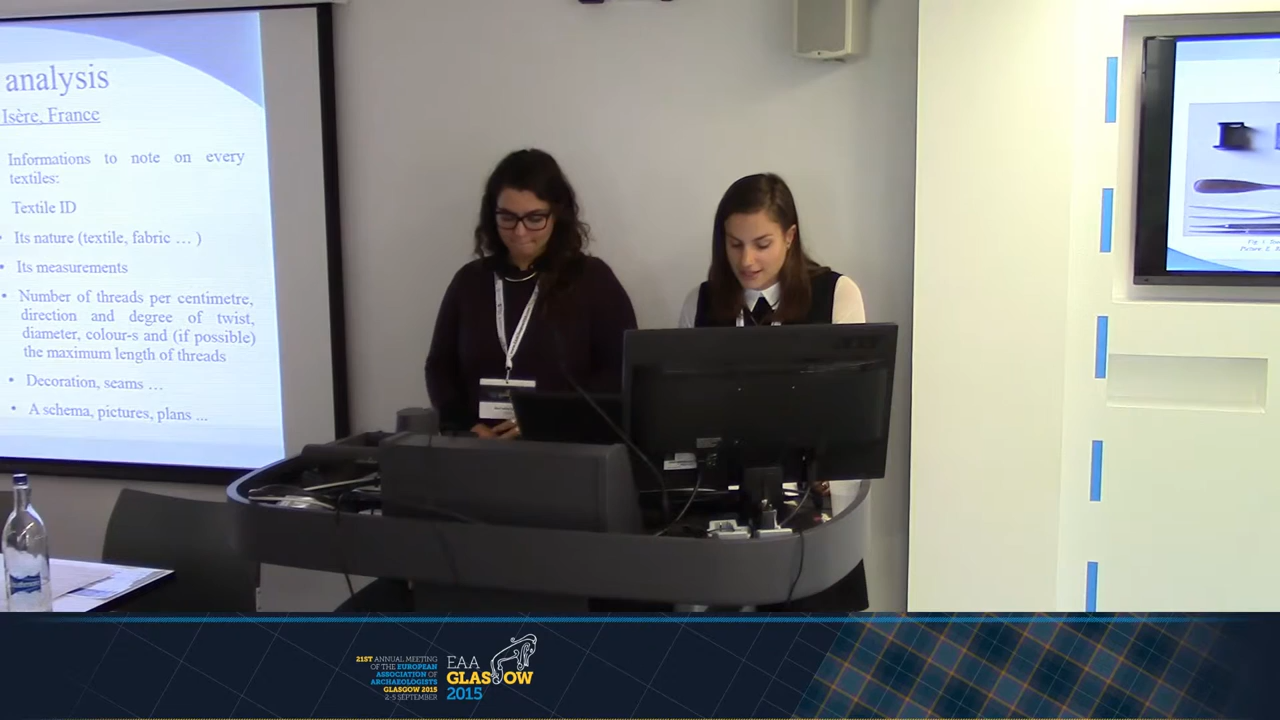 analysis
Isère, France
Informations to note on every
textiles:
Textile ID
• Its nature (textile, fabric … )
• Its measurements
• Number of threads per centimetre,
direction and degree of twist,
diameter, colour-s and (if possible)
the maximum length of threads
• Decoration, seams …
• A schema, pictures, plans ...
21ST ANNUAL MEETING
OF THE EUROPEAN
ASSOCIATION OF
ARCHAEOLOGISTS
GLASGOW 2015
2-5 SEPTEMBER
EAA
GLASGOW
2015